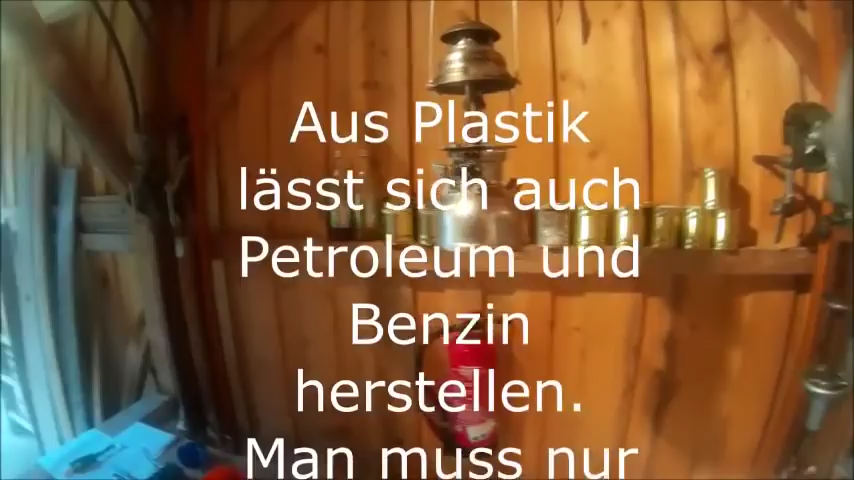 Aus Plastik
lässt sich auch
Petroleum und
Benzin
herstellen.
Man muss nur